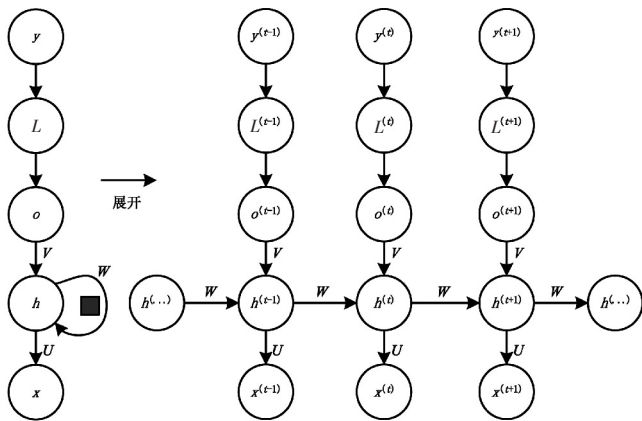 y y(t-1) y(t) y(t+1)
L L(t-1) L(t) L(t+1)
展开
o o(t-1) o(t) o(t+1)
V V V V
W
h h(...) W h(t-1) W h(t) W h(t+1) W h(...)
U U U U
x x(t-1) x(t) x(t+1)